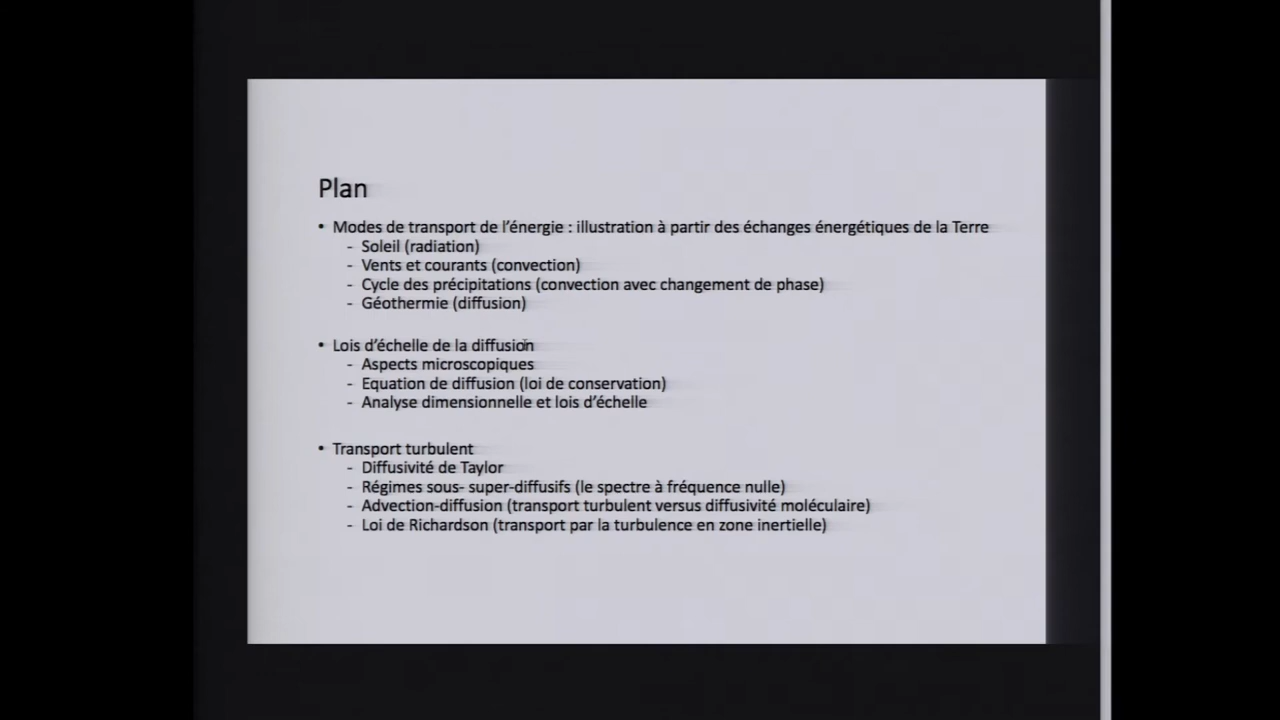 Plan
• Modes de transport de l'énergie : illustration à partir des échanges énergétiques de la Terre
- Soleil (radiation)
- Vents et courants (convection)
- Cycle des précipitations (convection avec changement de phase)
- Géothermie (diffusion)
• Lois d'échelle de la diffusion
- Aspects microscopiques
- Equation de diffusion (loi de conservation)
- Analyse dimensionnelle et lois d'échelle
• Transport turbulent
- Diffusivité de Taylor
- Régimes sous- super-diffusifs (le spectre à fréquence nulle)
- Advection-diffusion (transport turbulent versus diffusivité moléculaire)
- Loi de Richardson (transport par la turbulence en zone inertielle)